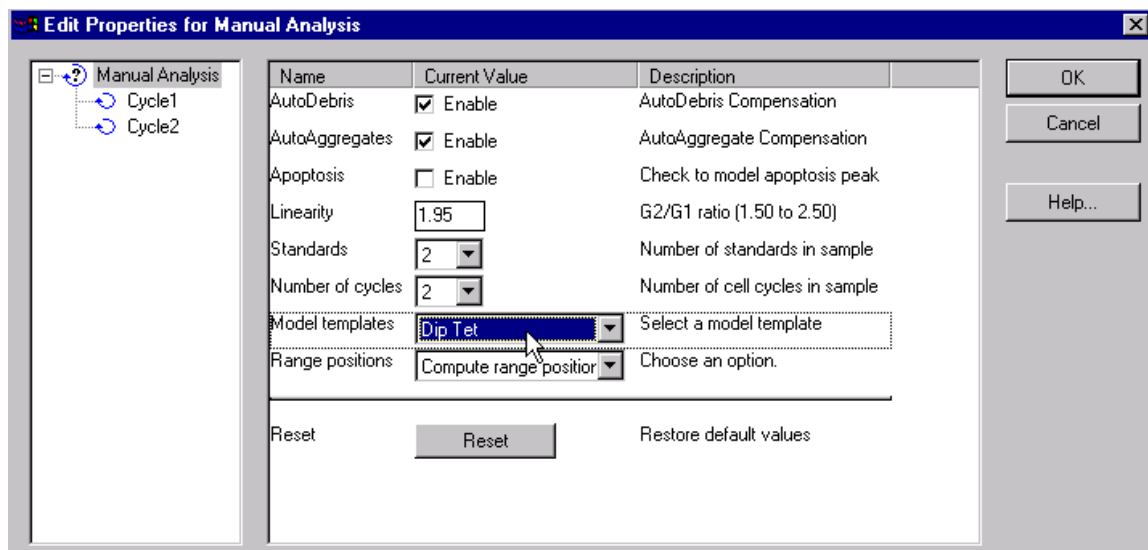 Edit Properties for Manual Analysis
Manual Analysis
Cycle1
Cycle2
Name Current Value Description
AutoDebris Enable AutoDebris Compensation
AutoAggregates Enable AutoAggregate Compensation
Apoptosis Enable Check to model apoptosis peak
Linearity 1.95 G2/G1 ratio (1.50 to 2.50)
Standards 2 Number of standards in sample
Number of cycles 2 Number of cell cycles in sample
Model templates Dip Tet Select a model template
Range positions Compute range position Choose an option.
Reset Reset Restore default values
OK
Cancel
Help...